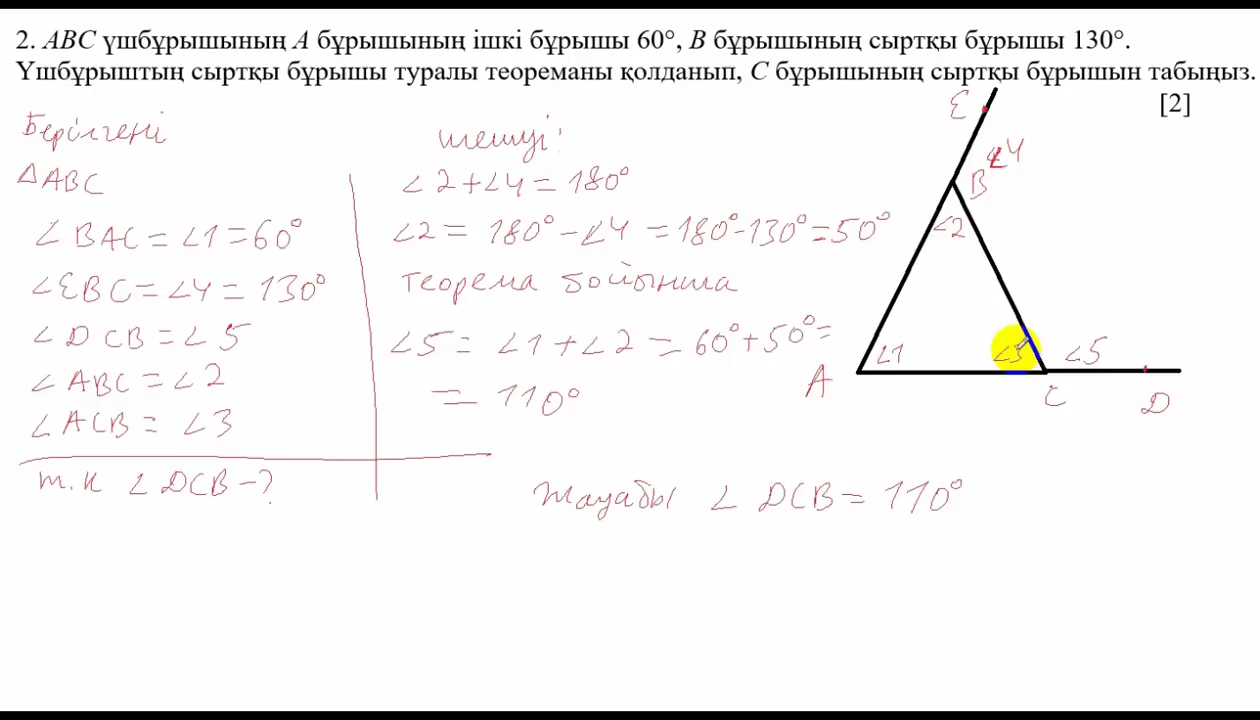 2. ABC үшбұрышының A бұрышының ішкі бұрышы 60°, B бұрышының сыртқы бұрышы 130°.
Үшбұрыштың сыртқы бұрышы туралы теореманы қолданып, C бұрышының сыртқы бұрышын табыңыз.
[2]
Берілгені
△ABC
∠BAC = ∠1 = 60°
∠EBC = ∠4 = 130°
∠DCB = ∠5
∠ABC = ∠2
∠ACB = ∠3
т.к ∠DCB - ?
шешуі:
∠2 + ∠4 = 180°
∠2 = 180° - ∠4 = 180° - 130° = 50°
теорема бойынша
∠5 = ∠1 + ∠2 = 60° + 50° =
= 110°
Жауабы ∠DCB = 110°
E
∠4
B
∠2
∠1
∠3
∠5
A
C
D